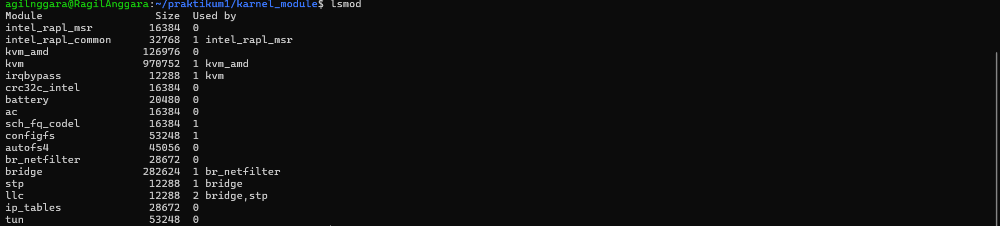 agilnggara@RagilAnggara:~/praktikum1/karnel_module$ lsmod
Module                  Size  Used by
intel_rapl_msr         16384  0
intel_rapl_common      32768  1 intel_rapl_msr
kvm_amd               126976  0
kvm                   970752  1 kvm_amd
irqbypass              12288  1 kvm
crc32c_intel           16384  0
battery                20480  0
ac                     16384  0
sch_fq_codel           16384  1
configfs               53248  1
autofs4                45056  0
br_netfilter           28672  0
bridge                282624  1 br_netfilter
stp                    12288  1 bridge
llc                    12288  2 bridge,stp
ip_tables              28672  0
tun                    53248  0